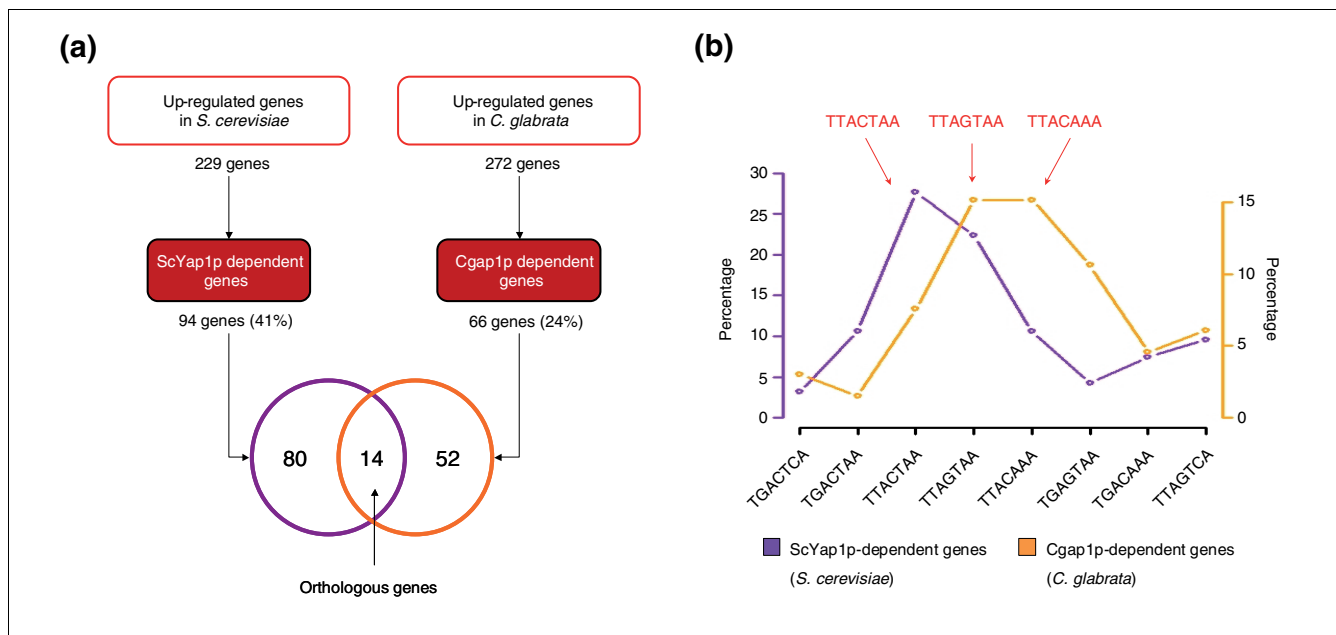 (a)
Up-regulated genes
in S. cerevisiae
Up-regulated genes
in C. glabrata
229 genes
272 genes
ScYap1p dependent
genes
Cgap1p dependent
genes
94 genes (41%)
66 genes (24%)
80
14
52
Orthologous genes
(b)
TTACTAA
TTAGTAA
TTACAAA
30
25
20
15
10
5
0
Percentage
15
10
5
0
Percentage
TGACTCA
TGACTAA
TTACTAA
TTAGTAA
TTACAAA
TGAGTAA
TGACAAA
TTAGTCA
ScYap1p-dependent genes
(S. cerevisiae)
Cgap1p-dependent genes
(C. glabrata)